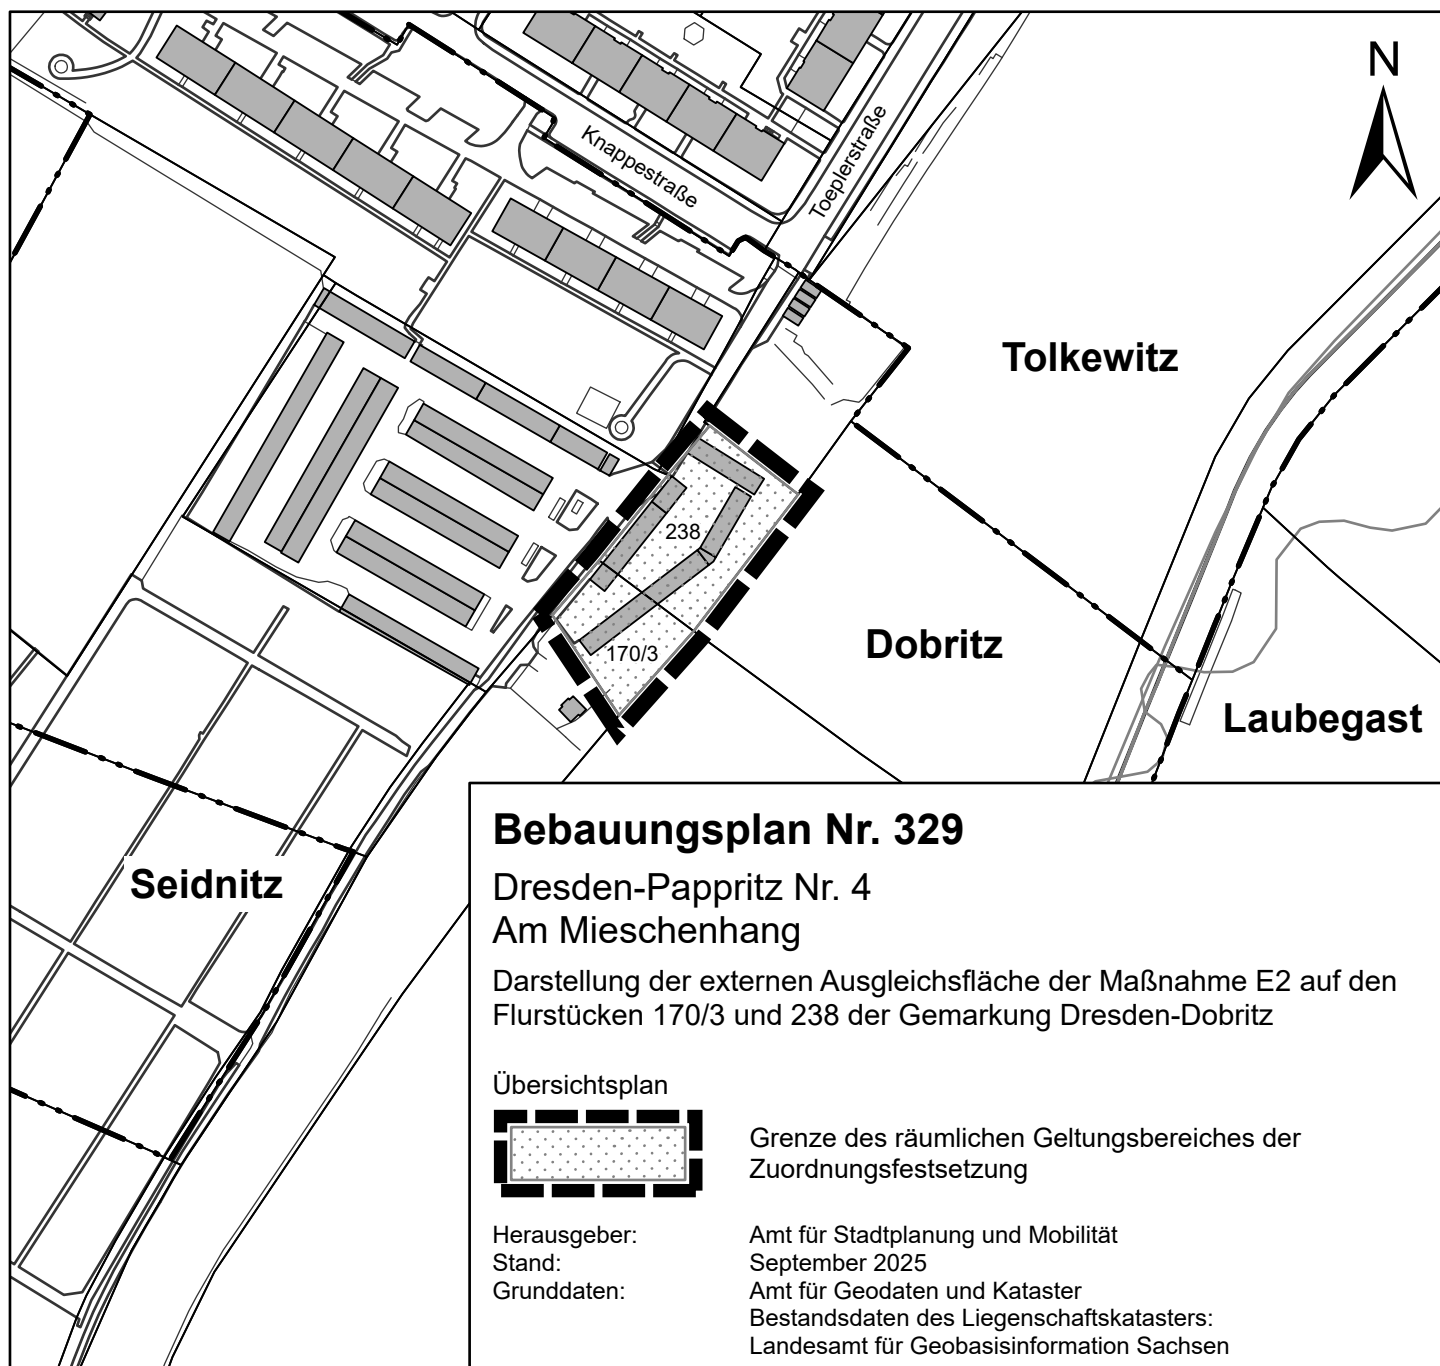 N
Knappestraße
Toeplerstraße
Tolkewitz
238
170/3
Dobritz
Laubegast
Seidnitz
Bebauungsplan Nr. 329
Dresden-Pappritz Nr. 4
Am Mieschenhang
Darstellung der externen Ausgleichsfläche der Maßnahme E2 auf den
Flurstücken 170/3 und 238 der Gemarkung Dresden-Dobritz
Übersichtsplan
Grenze des räumlichen Geltungsbereiches der
Zuordnungsfestsetzung
Herausgeber: Amt für Stadtplanung und Mobilität
Stand: September 2025
Grunddaten: Amt für Geodaten und Kataster
Bestandsdaten des Liegenschaftskatasters:
Landesamt für Geobasisinformation Sachsen